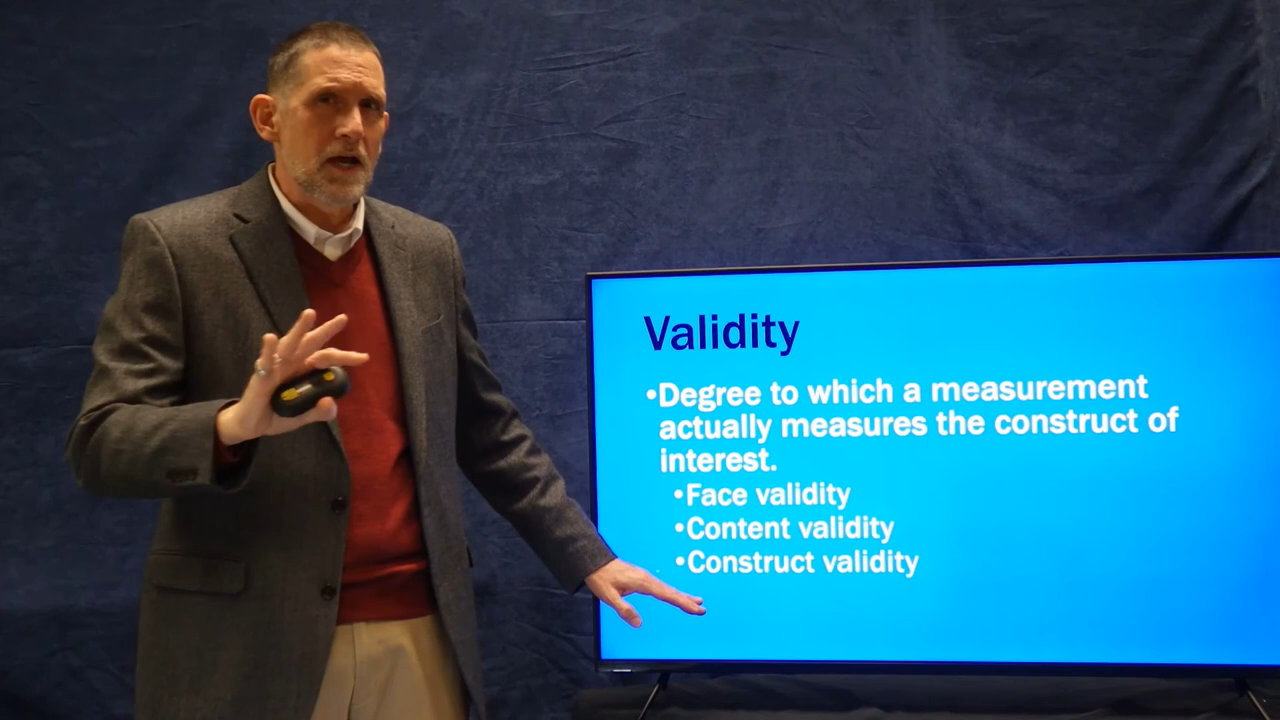 Validity
•Degree to which a measurement
actually measures the construct of
interest.
•Face validity
•Content validity
•Construct validity